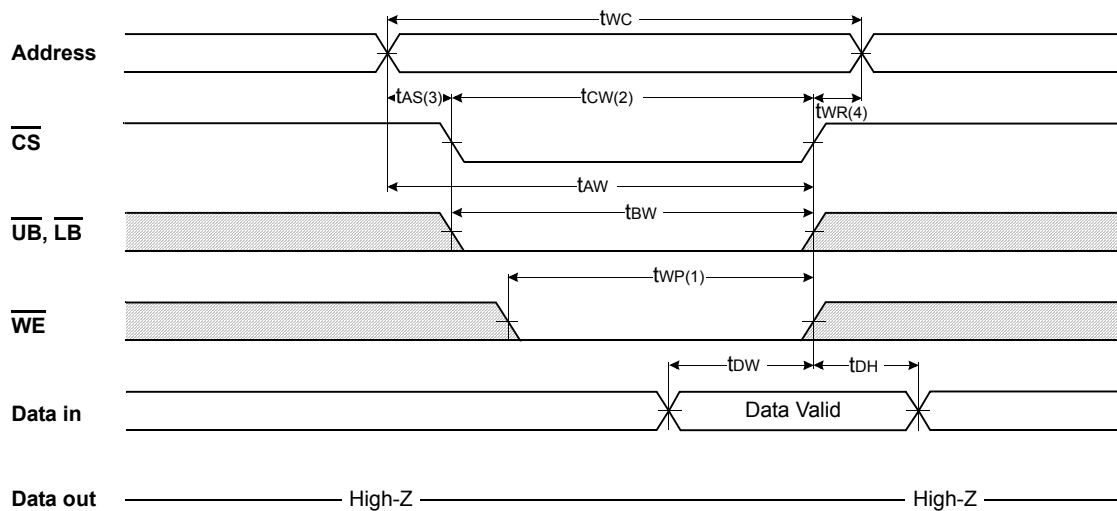 tWC
Address
tAS(3) tCW(2) tWR(4)
CS
tAW
UB, LB tBW
tWP(1)
WE
tDW tDH
Data in Data Valid
Data out High-Z High-Z